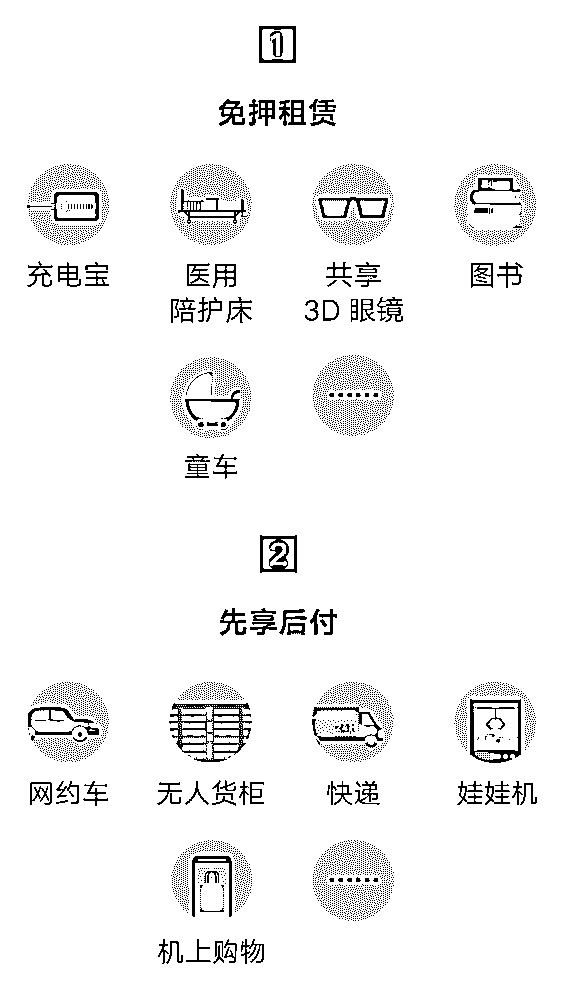 1
免押租赁
充电宝
医用
陪护床
共享
3D 眼镜
图书
童车
2
先享后付
网约车
无人货柜
快递
娃娃机
机上购物